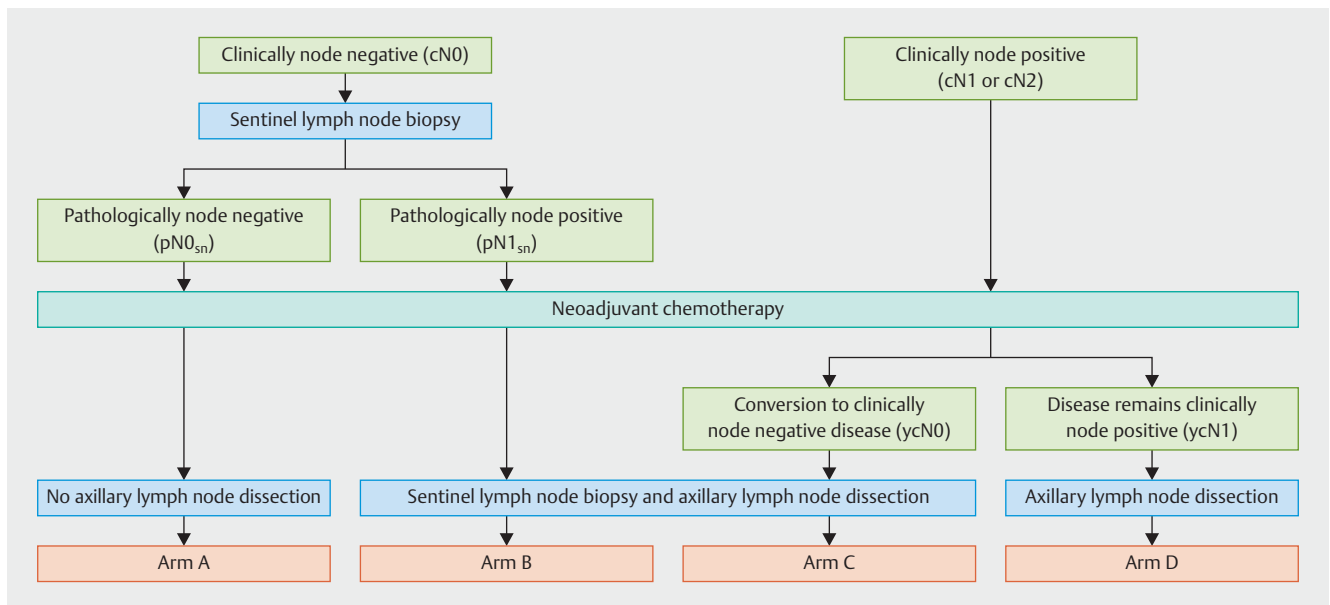 Clinically node negative (cN0)
Clinically node positive
(cN1 or cN2)
Sentinel lymph node biopsy
Pathologically node negative
(pN0sn)
Pathologically node positive
(pN1sn)
Neoadjuvant chemotherapy
Conversion to clinically
node negative disease (ycN0)
Disease remains clinically
node positive (ycN1)
No axillary lymph node dissection
Sentinel lymph node biopsy and axillary lymph node dissection
Axillary lymph node dissection
Arm A
Arm B
Arm C
Arm D